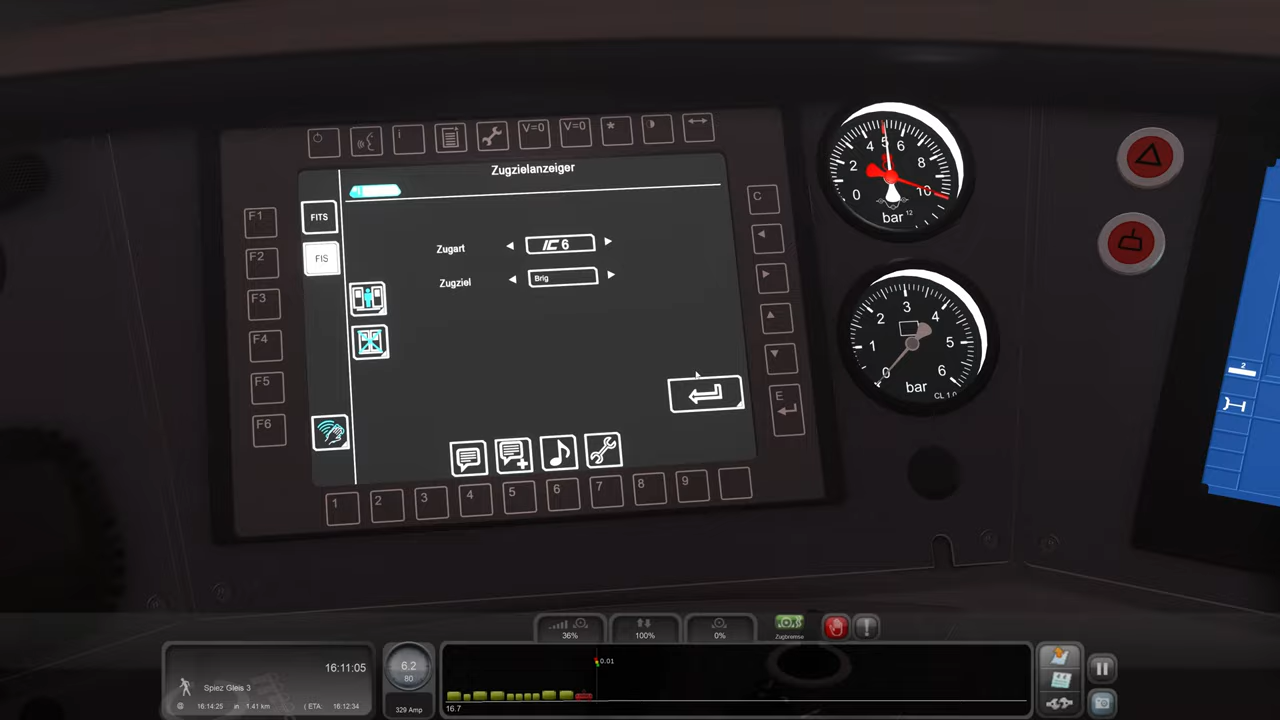 i
V=0
V=0
*
Zugzielanzeiger
FITS
FIS
Zugart
IC 6
Zugziel
Brig
F1
F2
F3
F4
F5
F6
C
E
1 2 3 4 5 6 7 8 9
0 2 4 5 6 8 10
bar 12
0 1 2 3 4 5 6
bar
CL 1.0
2
36%
100%
0%
Zugbremse
16:11:05
Spiez Gleis 3
16:14:25 in 1.41 km ( ETA: 16:12:34
6.2
80
329 Amp
0.01
16.7